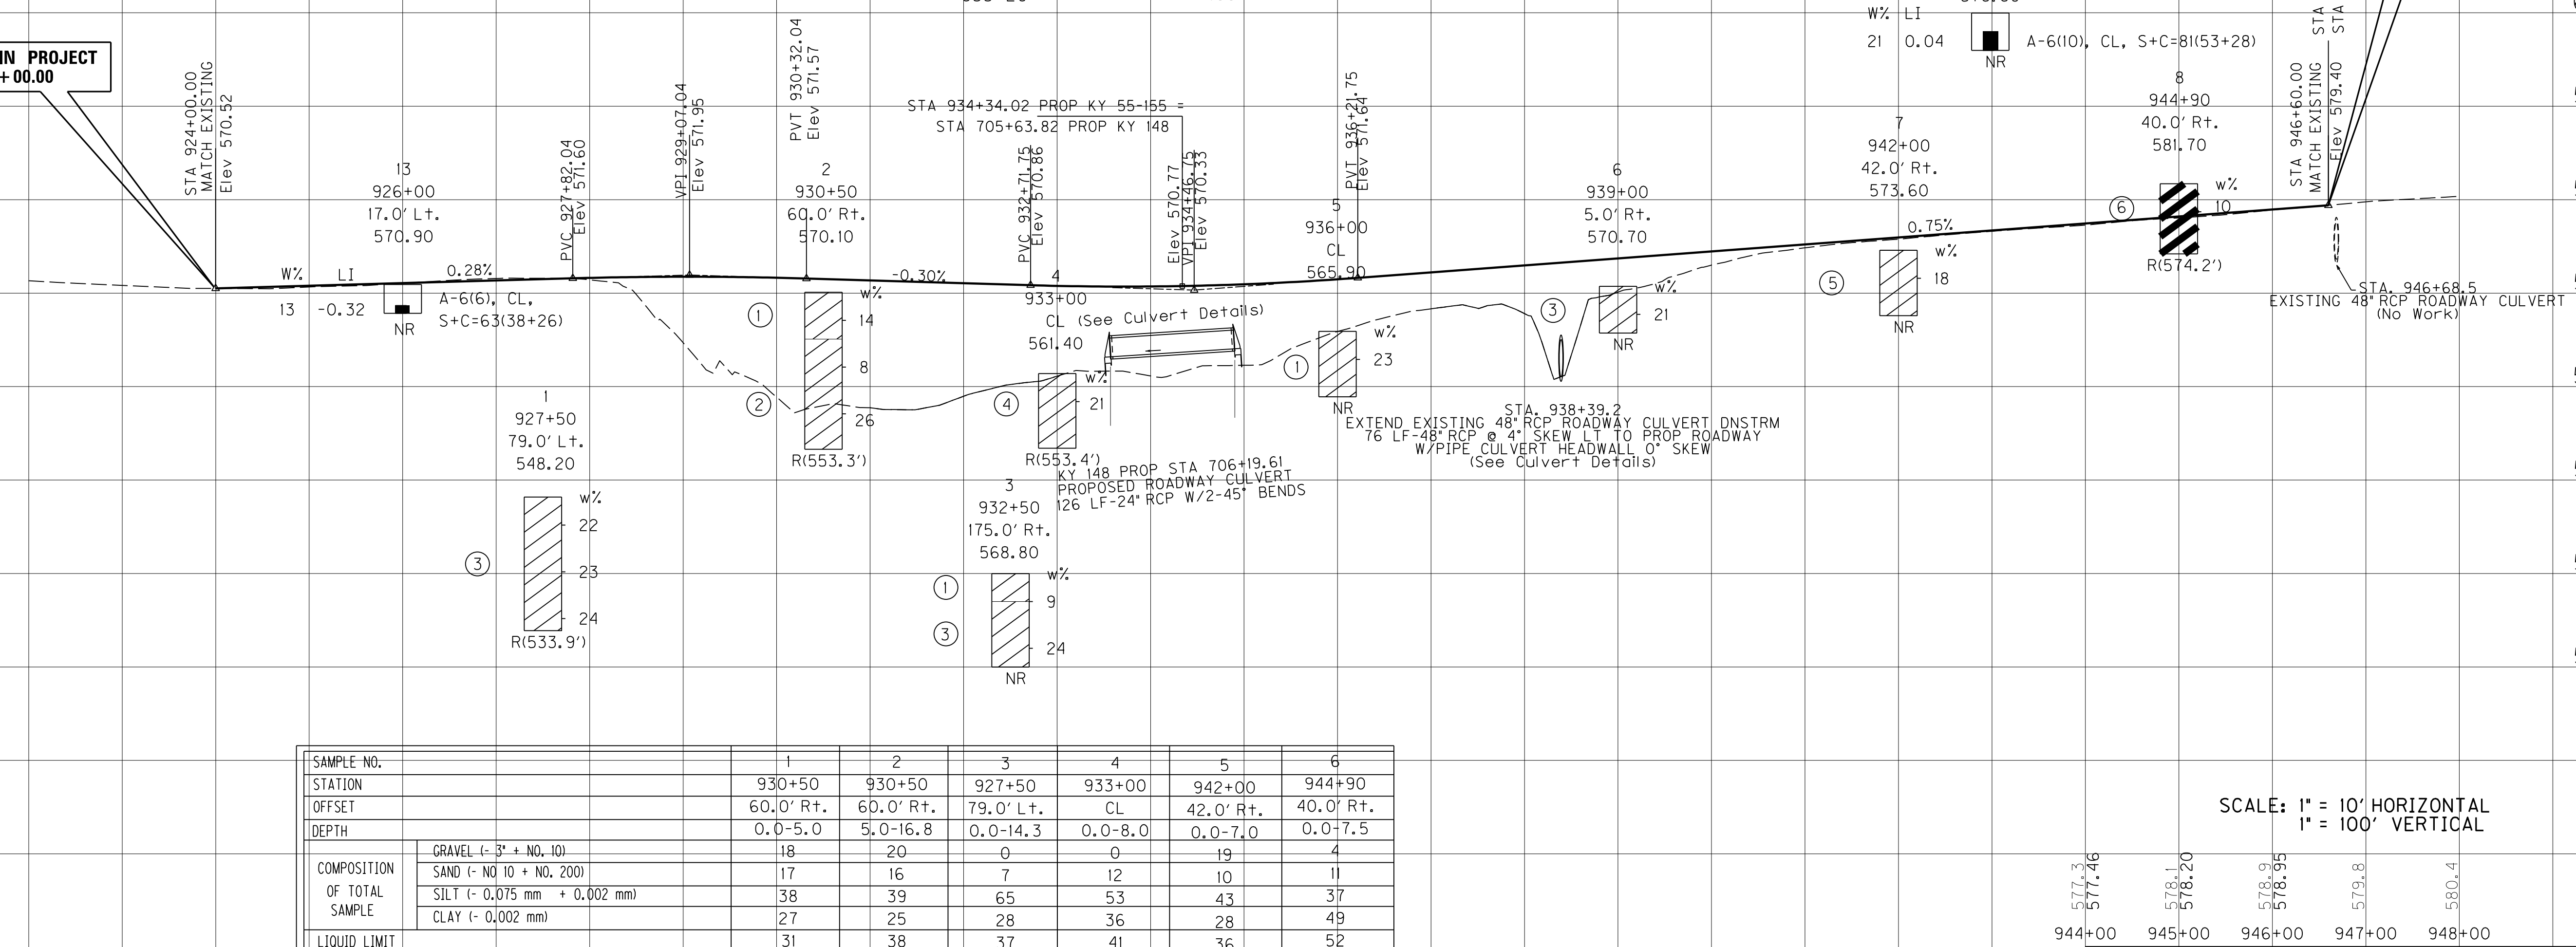 IN PROJECT
+00.00
STA 924+00.00
MATCH EXISTING
Elev 570.52
13
926+00
17.0' Lt.
570.90
W% LI
13 -0.32
0.28%
A-6(6), CL,
S+C=63(38+26)
NR
PVC 927+82.04
Elev 571.60
VPI 929+07.04
Elev 571.95
PVT 930+32.04
Elev 571.57
2
930+50
60.0' Rt.
570.10
-0.30%
1
w%
14
8
2
26
R(553.3')
1
927+50
79.0' Lt.
548.20
w%
22
3
23
24
R(533.9')
STA 934+34.02 PROP KY 55-155 =
STA 705+63.82 PROP KY 148
PVC 932+71.75
Elev 570.86
Elev 570.77
VPI 934+46.75
Elev 570.33
PVT 936+21.75
Elev 571.64
4
933+00
CL (See Culvert Details)
561.40
w%
4
21
R(553.4')
KY 148 PROP STA 706+19.61
PROPOSED ROADWAY CULVERT
126 LF-24" RCP W/2-45° BENDS
3
932+50
175.0' Rt.
568.80
w%
1
9
3
24
NR
5
936+00
CL
565.90
w%
1
23
NR
STA. 938+39.2
EXTEND EXISTING 48" RCP ROADWAY CULVERT DNSTRM
76 LF-48" RCP @ 4° SKEW LT TO PROP ROADWAY
W/PIPE CULVERT HEADWALL 0° SKEW
(See Culvert Details)
6
939+00
5.0' Rt.
570.70
3
w%
21
NR
7
942+00
42.0' Rt.
573.60
0.75%
w%
5
18
NR
W% LI
21 0.04
A-6(10), CL, S+C=81(53+28)
NR
8
944+90
40.0' Rt.
581.70
w%
6
10
R(574.2')
STA 946+60.00
MATCH EXISTING
Elev 579.40
STA
STA
STA. 946+68.5
EXISTING 48" RCP ROADWAY CULVERT
(No Work)
SAMPLE NO. 1 2 3 4 5 6
STATION 930+50 930+50 927+50 933+00 942+00 944+90
OFFSET 60.0' Rt. 60.0' Rt. 79.0' Lt. CL 42.0' Rt. 40.0' Rt.
DEPTH 0.0-5.0 5.0-16.8 0.0-14.3 0.0-8.0 0.0-7.0 0.0-7.5
COMPOSITION
OF TOTAL
SAMPLE
GRAVEL (- 3" + NO. 10) 18 20 0 0 19 4
SAND (- NO 10 + NO. 200) 17 16 7 12 10 11
SILT (- 0.075 mm + 0.002 mm) 38 39 65 53 43 37
CLAY (- 0.002 mm) 27 25 28 36 28 49
LIQUID LIMIT 31 38 37 41 36 52
SCALE: 1" = 10' HORIZONTAL
1" = 100' VERTICAL
577.3
577.46
578.1
578.20
578.9
578.95
579.8
580.4
944+00 945+00 946+00 947+00 948+00